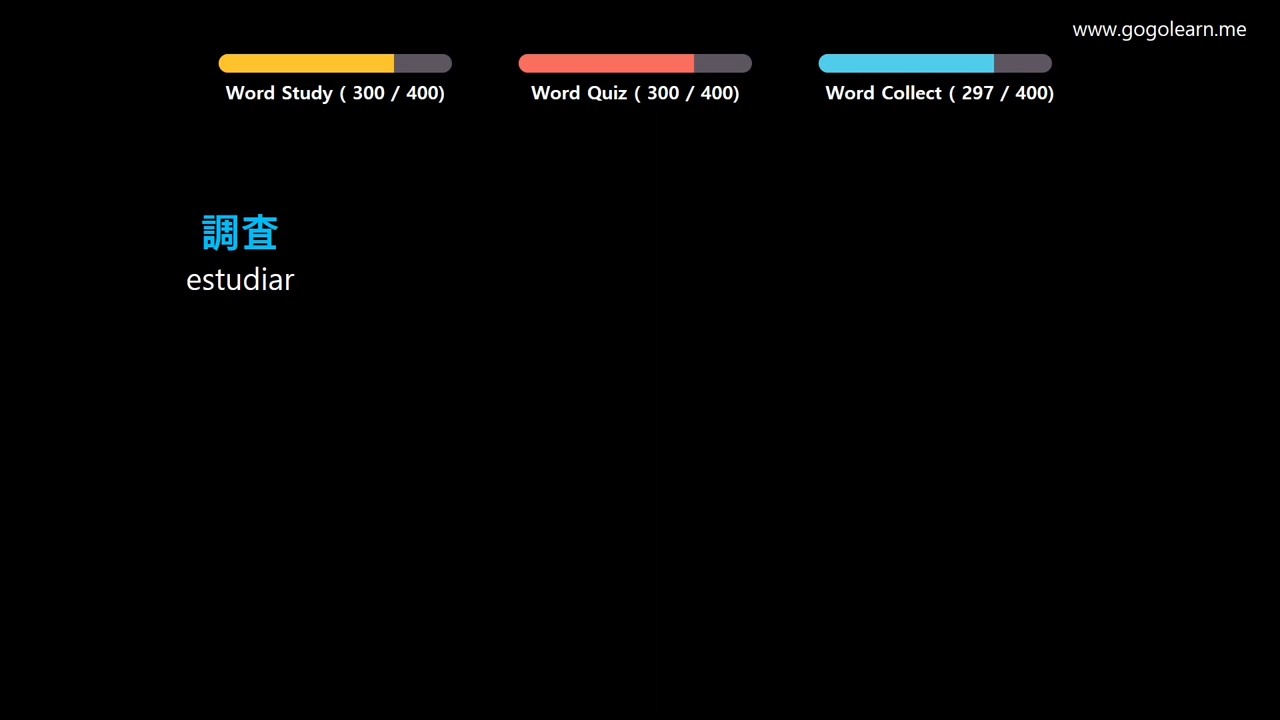 www.gogolearn.me
Word Study ( 300 / 400)
Word Quiz ( 300 / 400)
Word Collect ( 297 / 400)
調査
estudiar